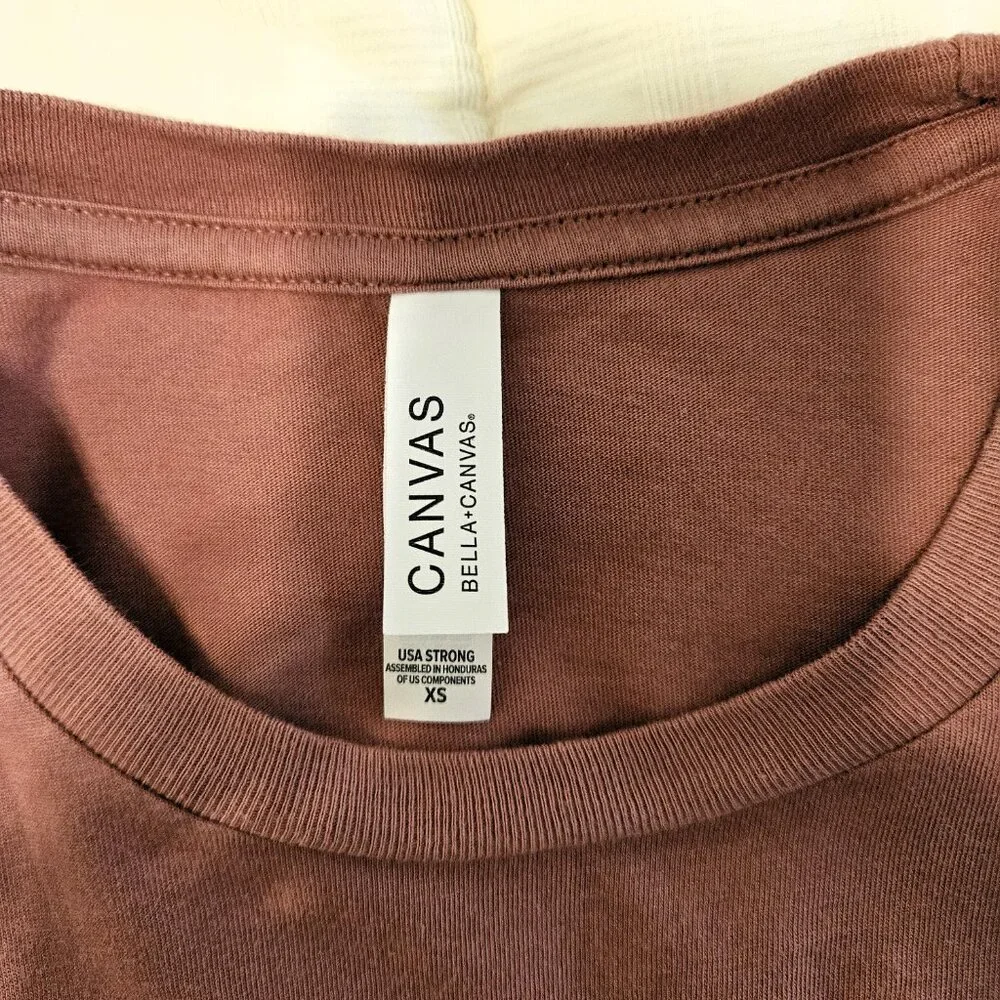 CANVAS
BELLA+CANVAS®
USA STRONG
ASSEMBLED IN HONDURAS
OF US COMPONENTS
XS